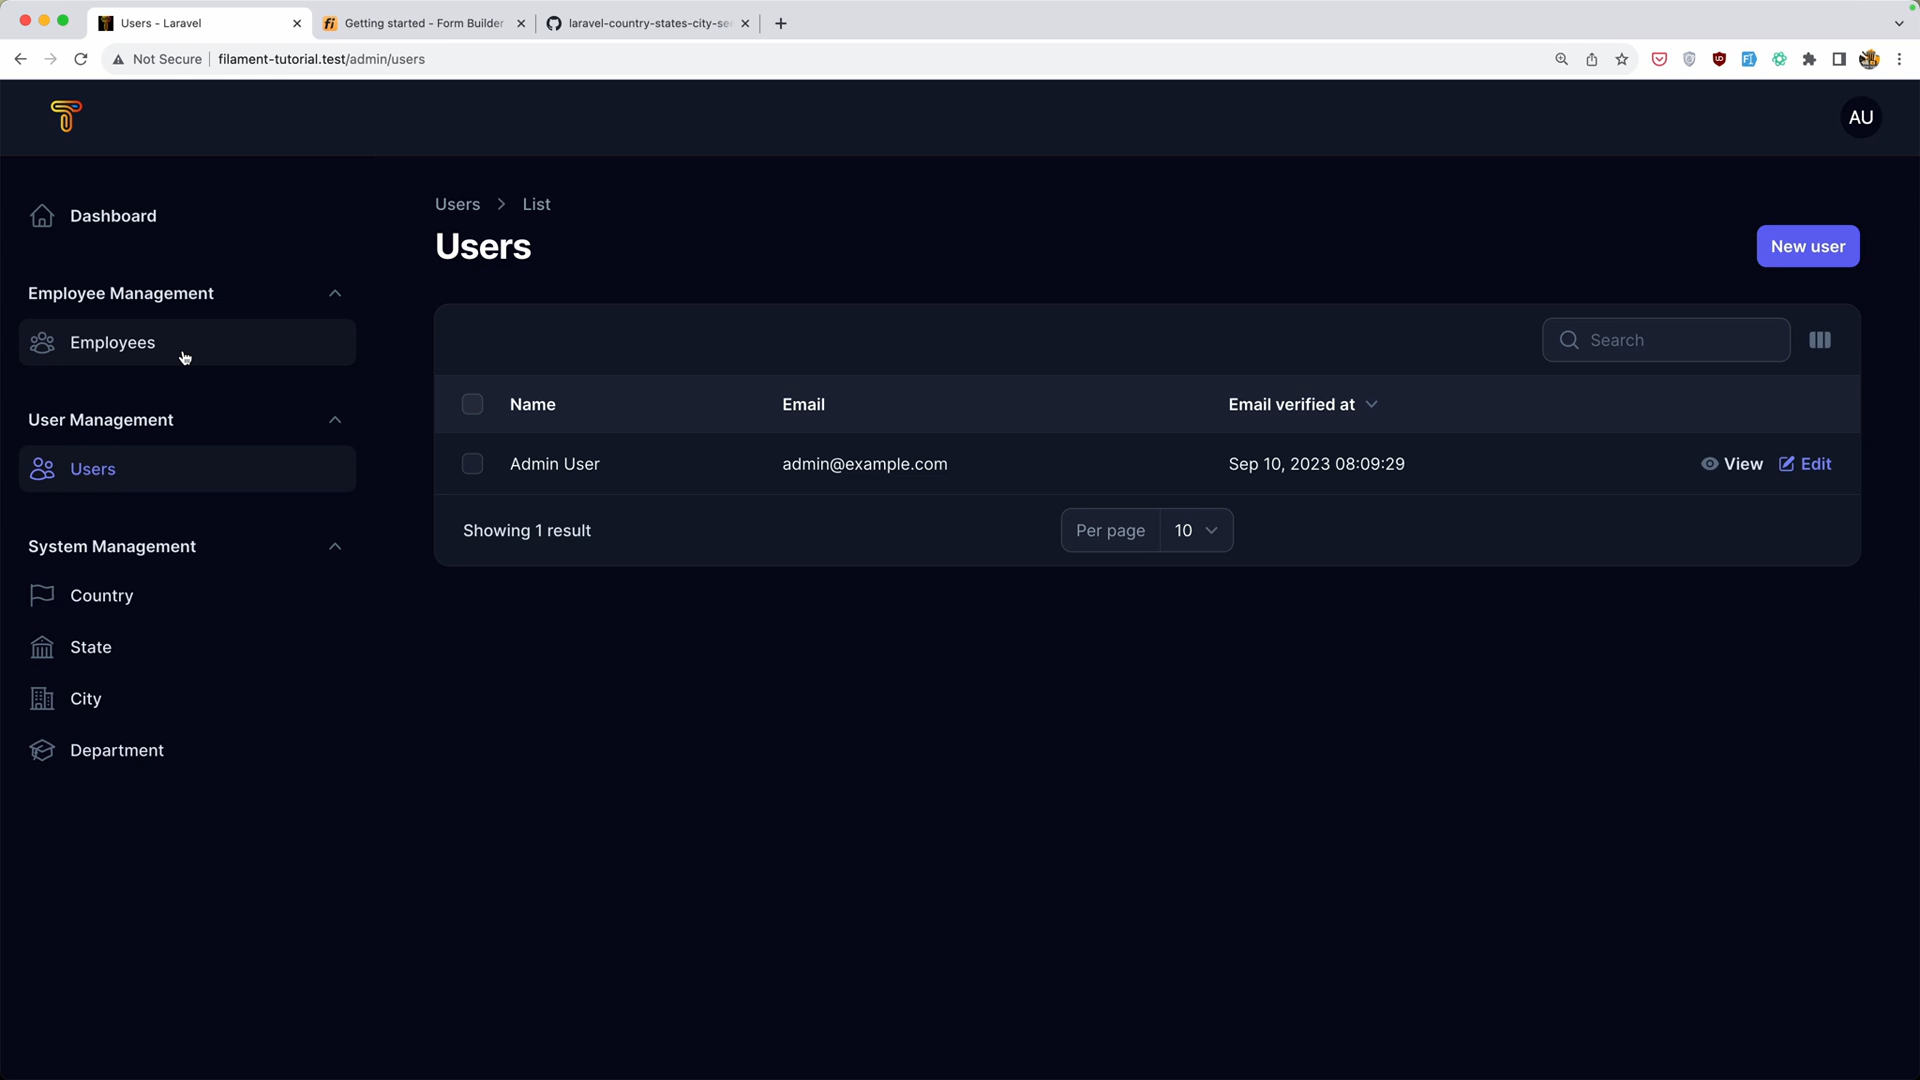 Users - Laravel
Getting started - Form Builder
laravel-country-states-city-se
Not Secure
filament-tutorial.test/admin/users
AU
Dashboard
Employee Management
Employees
User Management
Users
System Management
Country
State
City
Department
Users > List
Users
New user
Search
Name Email Email verified at
Admin User admin@example.com Sep 10, 2023 08:09:29 View Edit
Showing 1 result
Per page 10